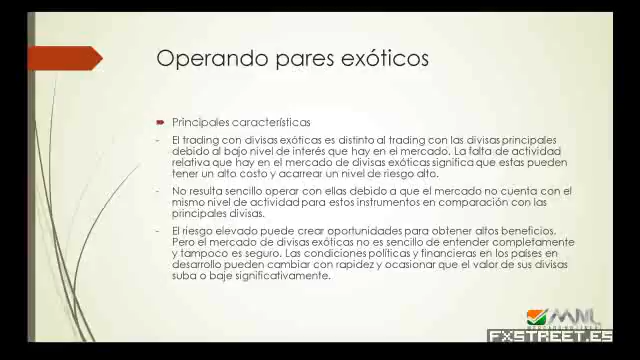 Operando pares exóticos
Principales características
- El trading con divisas exóticas es distinto al trading con las divisas principales
debido al bajo nivel de interés que hay en el mercado. La falta de actividad
relativa que hay en el mercado de divisas exóticas significa que estas pueden
tener un alto costo y acarrear un nivel de riesgo alto.
- No resulta sencillo operar con ellas debido a que el mercado no cuenta con el
mismo nivel de actividad para estos instrumentos en comparación con las
principales divisas.
- El riesgo elevado puede crear oportunidades para obtener altos beneficios.
Pero el mercado de divisas exóticas no es sencillo de entender completamente
y tampoco es seguro. Las condiciones políticas y financieras en los países en
desarrollo pueden cambiar con rapidez y ocasionar que el valor de sus divisas
suba o baje significativamente.
MNL
FXSTREET.ES